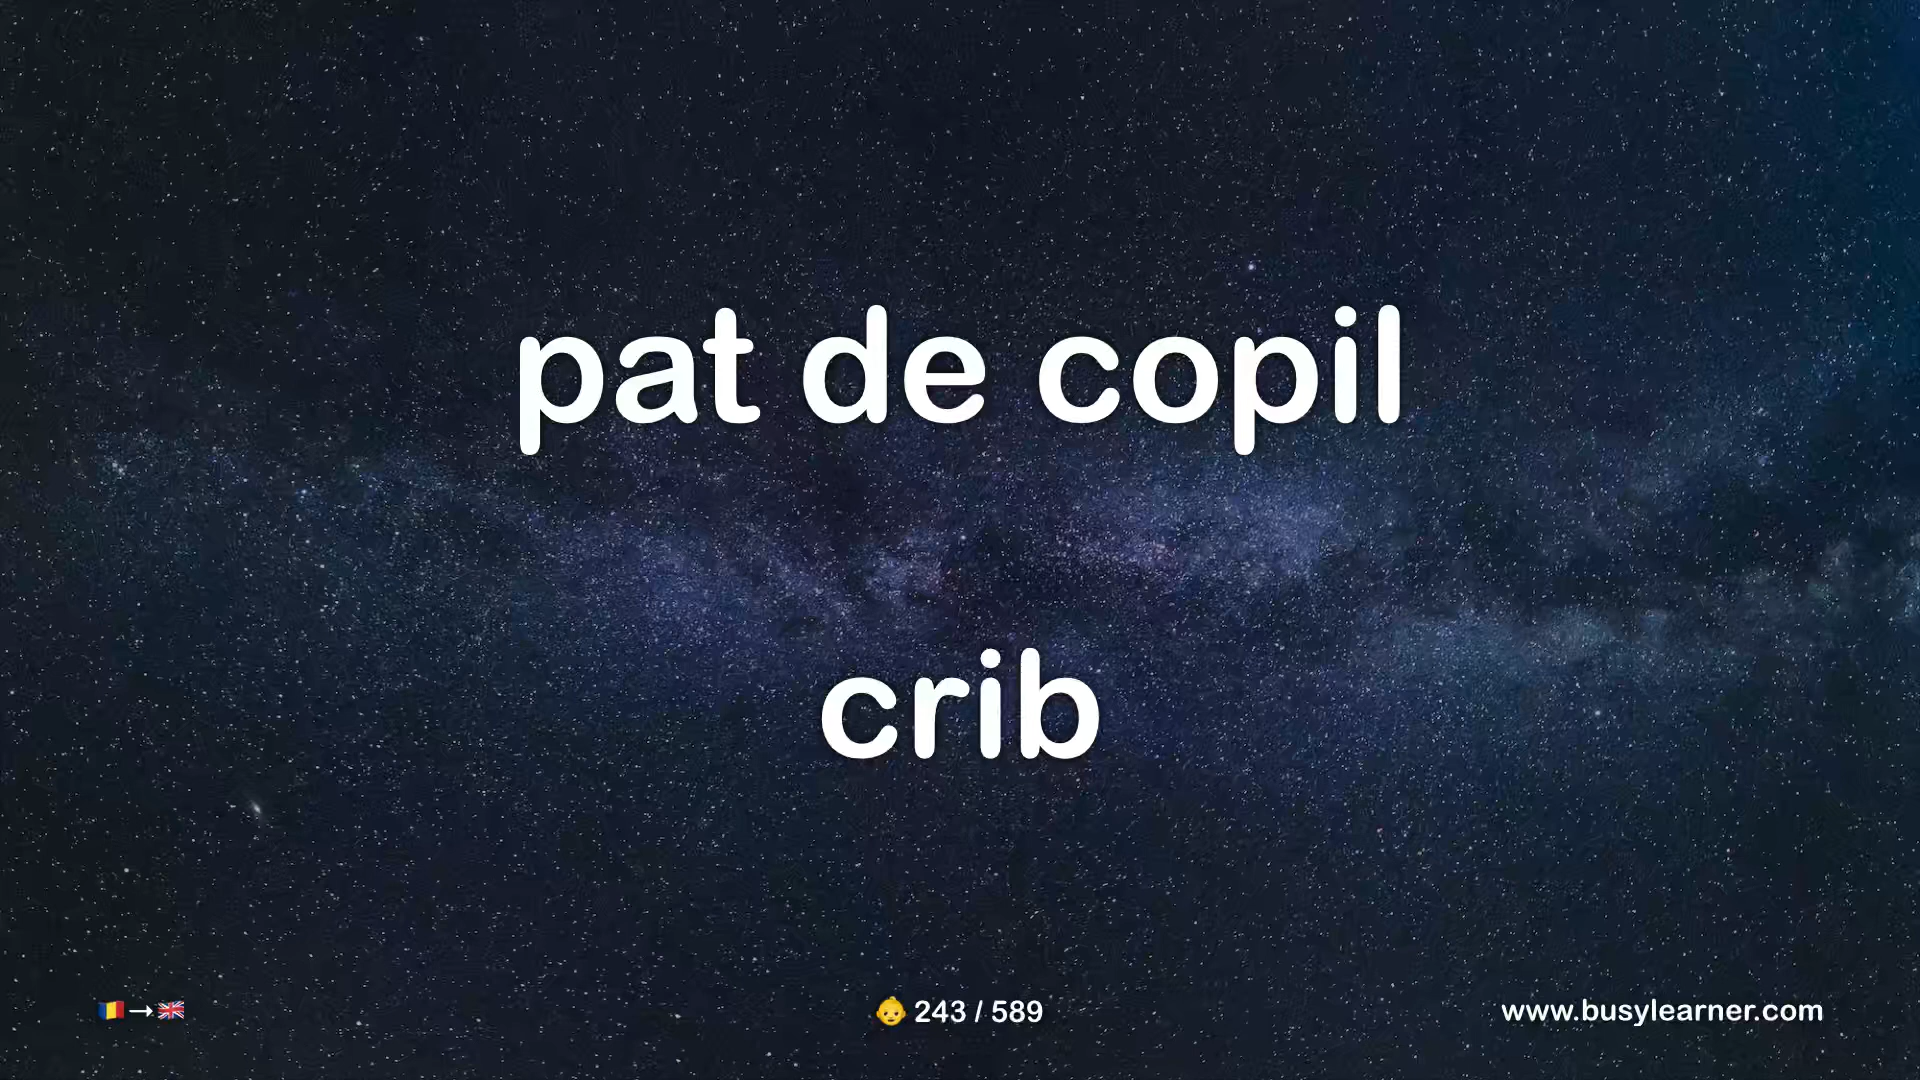 pat de copil
crib
🇷🇴→🇬🇧
👶 243 / 589
www.busylearner.com